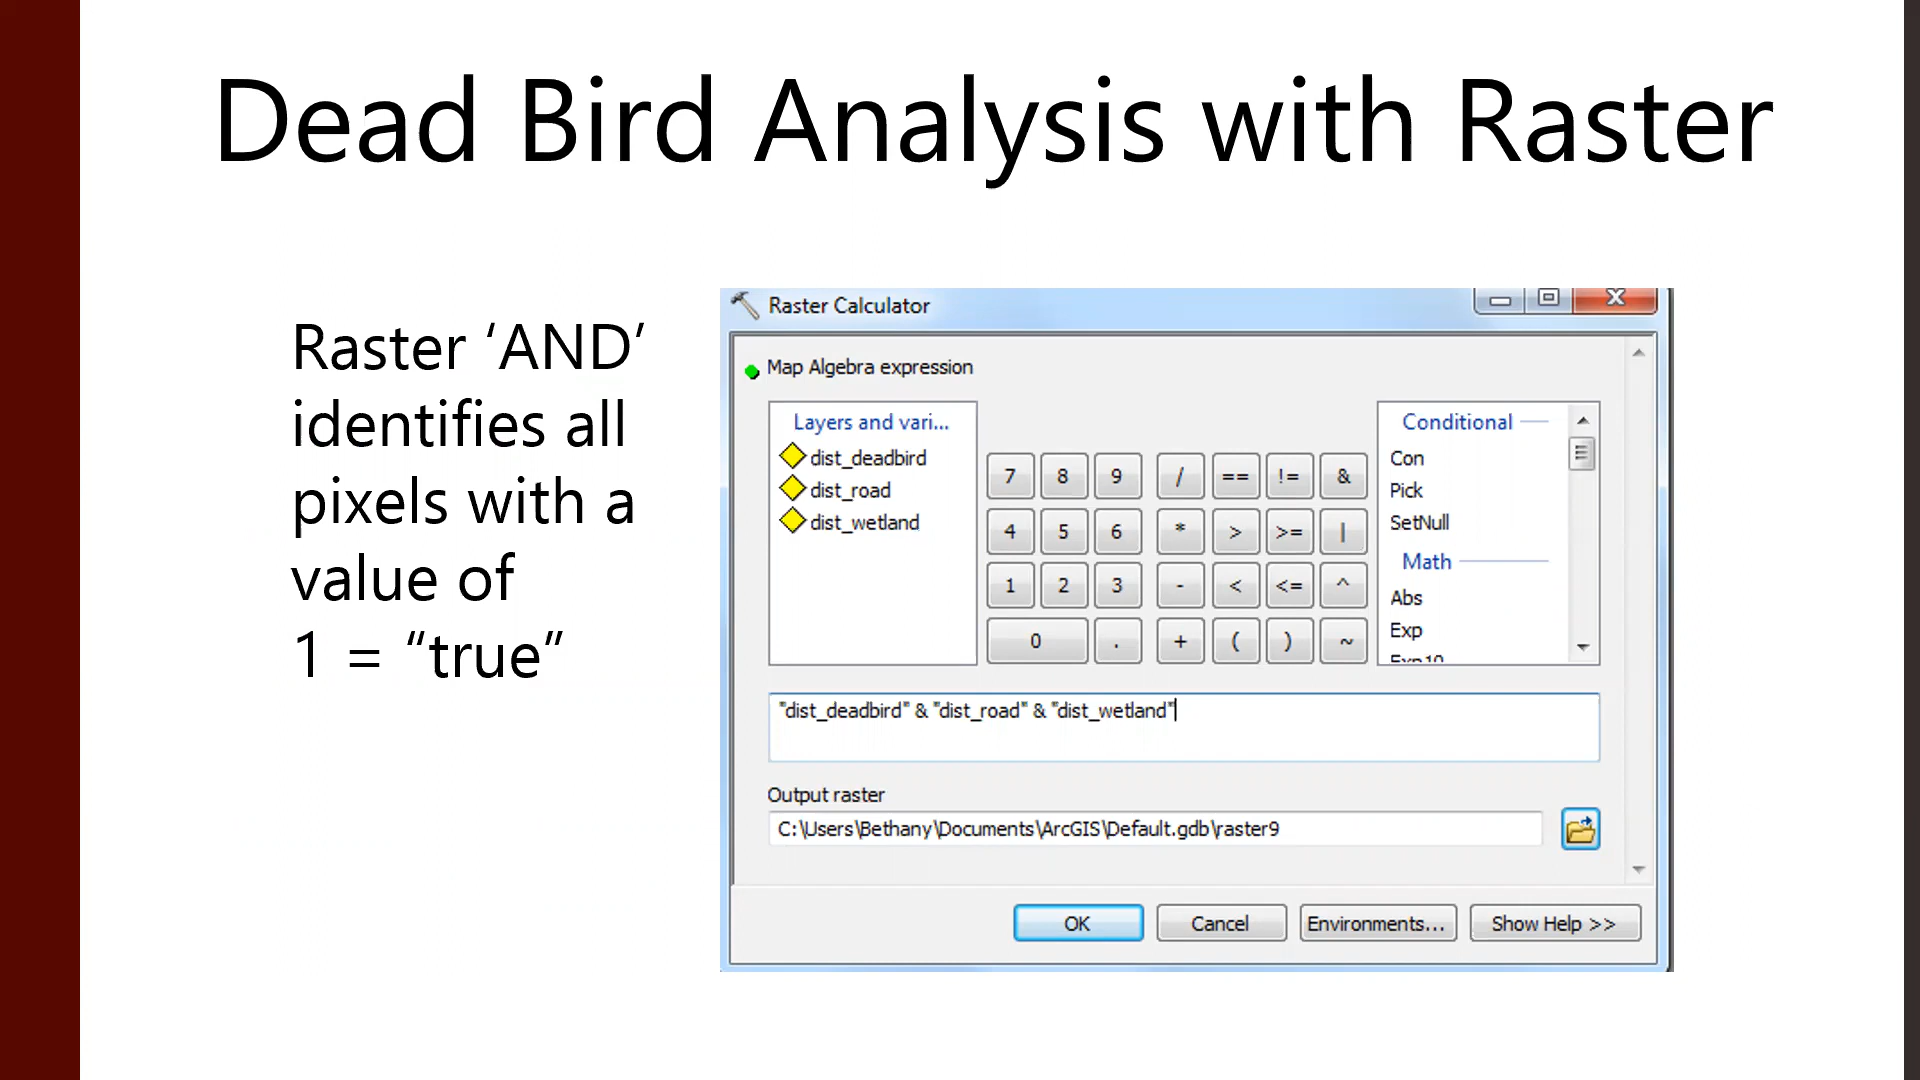 Dead Bird Analysis with Raster
Raster ‘AND’
identifies all
pixels with a
value of
1 = “true”
Raster Calculator
Map Algebra expression
Layers and vari...
dist_deadbird
dist_road
dist_wetland
7 8 9 / == != &
4 5 6 * > >= |
1 2 3 - < <= ^
0 . + ( ) ~
Conditional
Con
Pick
SetNull
Math
Abs
Exp
Exp10
"dist_deadbird" & "dist_road" & "dist_wetland"
Output raster
C:\Users\Bethany\Documents\ArcGIS\Default.gdb\raster9
OK Cancel Environments... Show Help >>